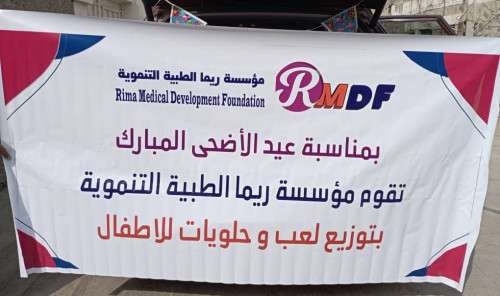 مؤسسة ريما الطبية التنموية
Rima Medical Development Foundation
RMDF
بمناسبة عيد الأضحى المبارك
تقوم مؤسسة ريما الطبية التنموية
بتوزيع لعب و حلويات للاطفال